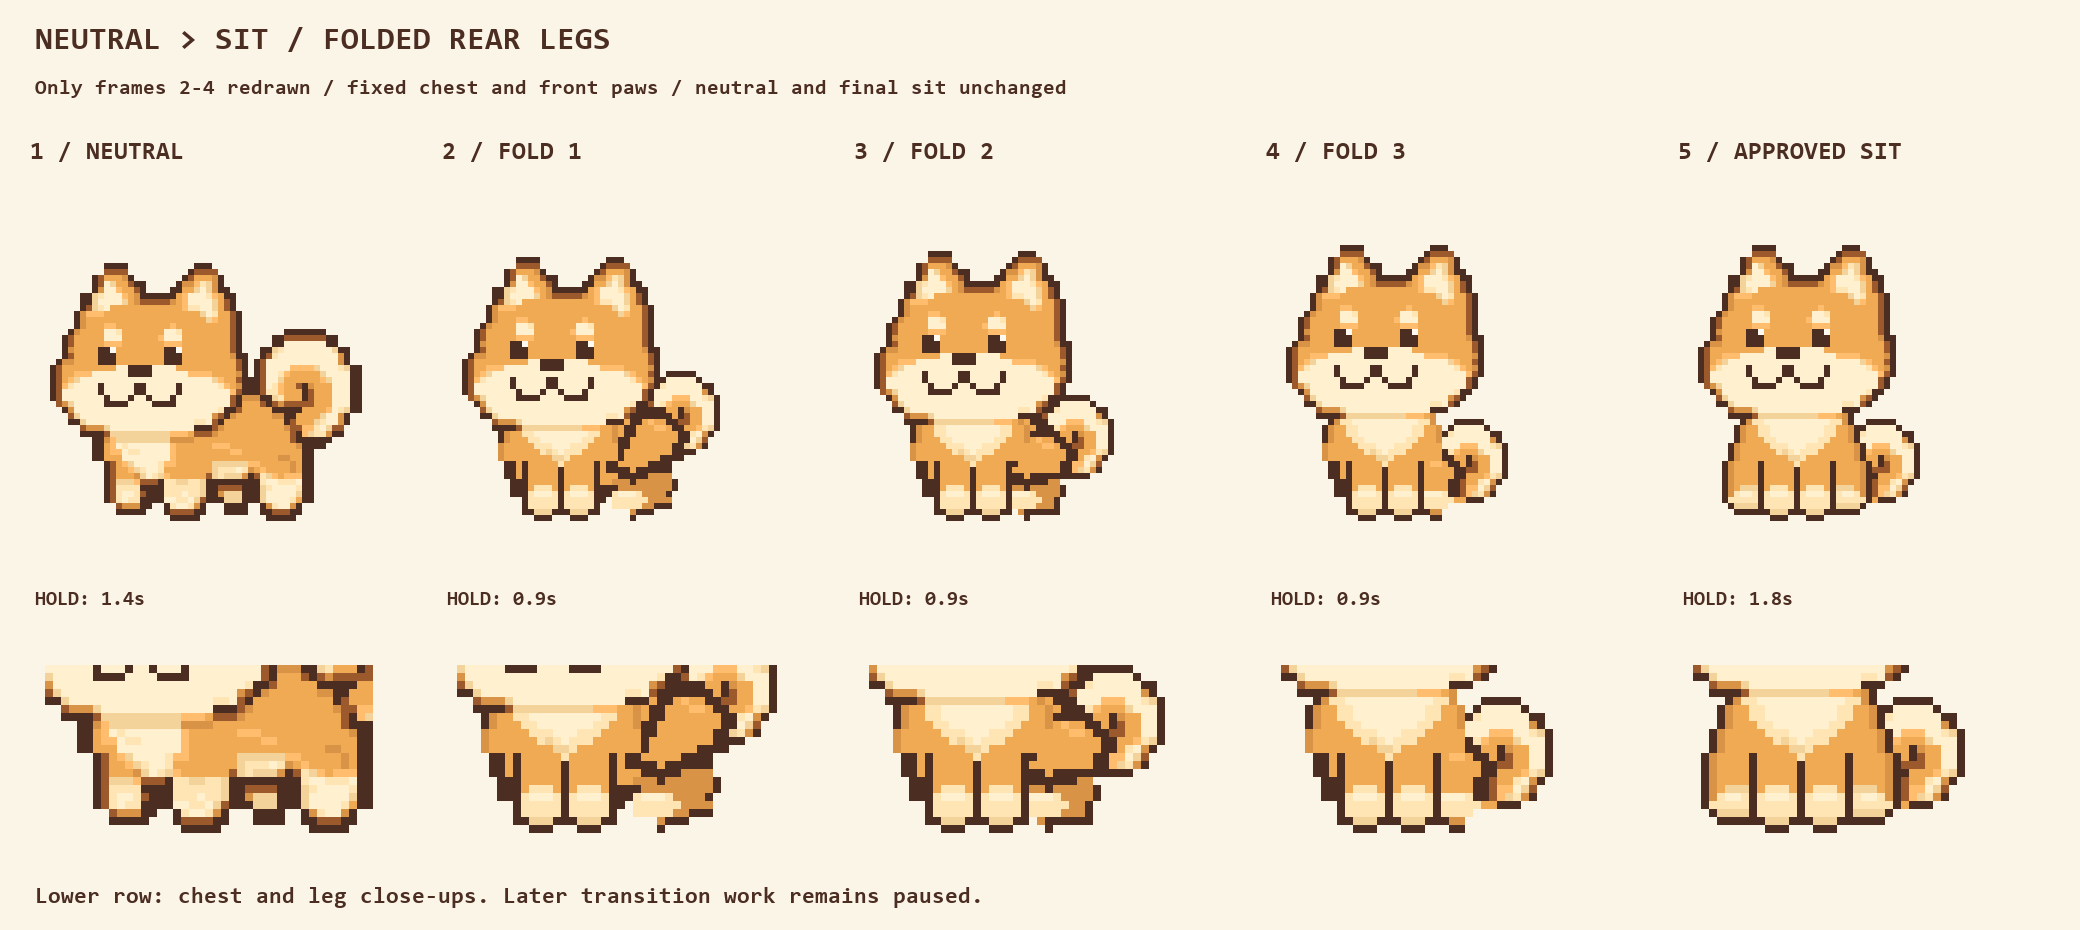 NEUTRAL > SIT / FOLDED REAR LEGS
Only frames 2-4 redrawn / fixed chest and front paws / neutral and final sit unchanged
1 / NEUTRAL
2 / FOLD 1
3 / FOLD 2
4 / FOLD 3
5 / APPROVED SIT
HOLD: 1.4s
HOLD: 0.9s
HOLD: 0.9s
HOLD: 0.9s
HOLD: 1.8s
Lower row: chest and leg close-ups. Later transition work remains paused.